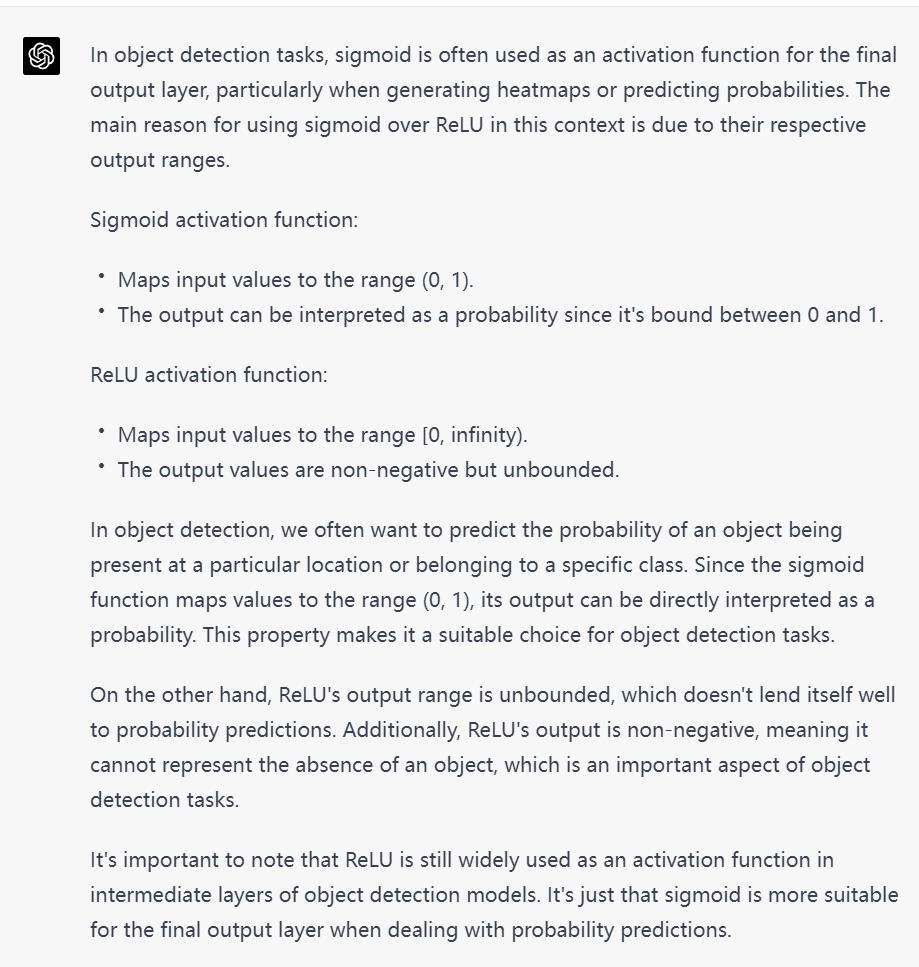 In object detection tasks, sigmoid is often used as an activation function for the final
output layer, particularly when generating heatmaps or predicting probabilities. The
main reason for using sigmoid over ReLU in this context is due to their respective
output ranges.
Sigmoid activation function:
• Maps input values to the range (0, 1).
• The output can be interpreted as a probability since it's bound between 0 and 1.
ReLU activation function:
• Maps input values to the range [0, infinity).
• The output values are non-negative but unbounded.
In object detection, we often want to predict the probability of an object being
present at a particular location or belonging to a specific class. Since the sigmoid
function maps values to the range (0, 1), its output can be directly interpreted as a
probability. This property makes it a suitable choice for object detection tasks.
On the other hand, ReLU's output range is unbounded, which doesn't lend itself well
to probability predictions. Additionally, ReLU's output is non-negative, meaning it
cannot represent the absence of an object, which is an important aspect of object
detection tasks.
It's important to note that ReLU is still widely used as an activation function in
intermediate layers of object detection models. It's just that sigmoid is more suitable
for the final output layer when dealing with probability predictions.